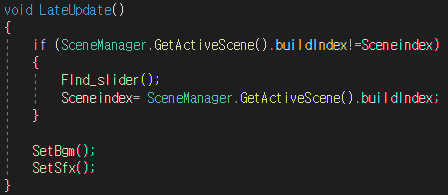 void LateUpdate()
{
if (SceneManager.GetActiveScene().buildIndex!=Sceneindex)
{
FInd_slider();
Sceneindex= SceneManager.GetActiveScene().buildIndex;
}
SetBgm();
SetSfx();
}